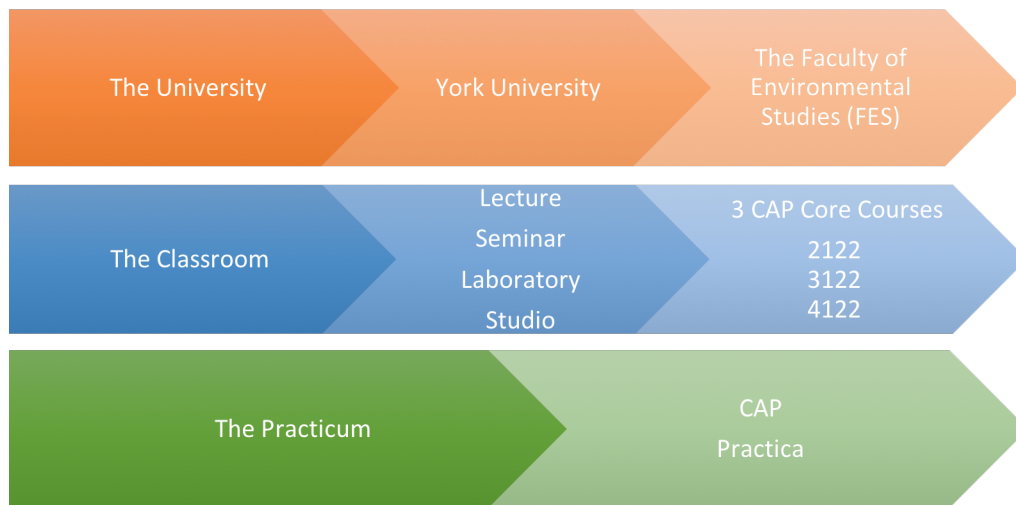 The University
York University
The Faculty of
Environmental
Studies (FES)
The Classroom
Lecture
Seminar
Laboratory
Studio
3 CAP Core Courses
2122
3122
4122
The Practicum
CAP
Practica